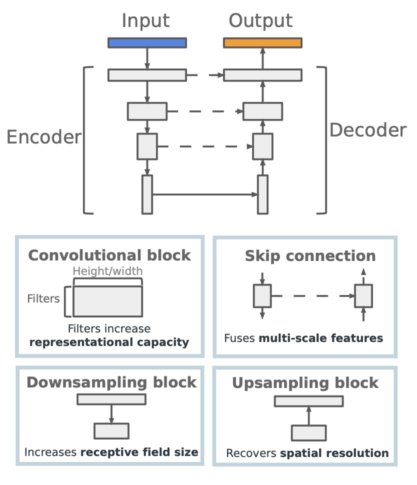 Input
Output
Encoder
Decoder
Convolutional block
Height/width
Filters
Filters increase
representational capacity
Skip connection
Fuses multi-scale features
Downsampling block
Increases receptive field size
Upsampling block
Recovers spatial resolution